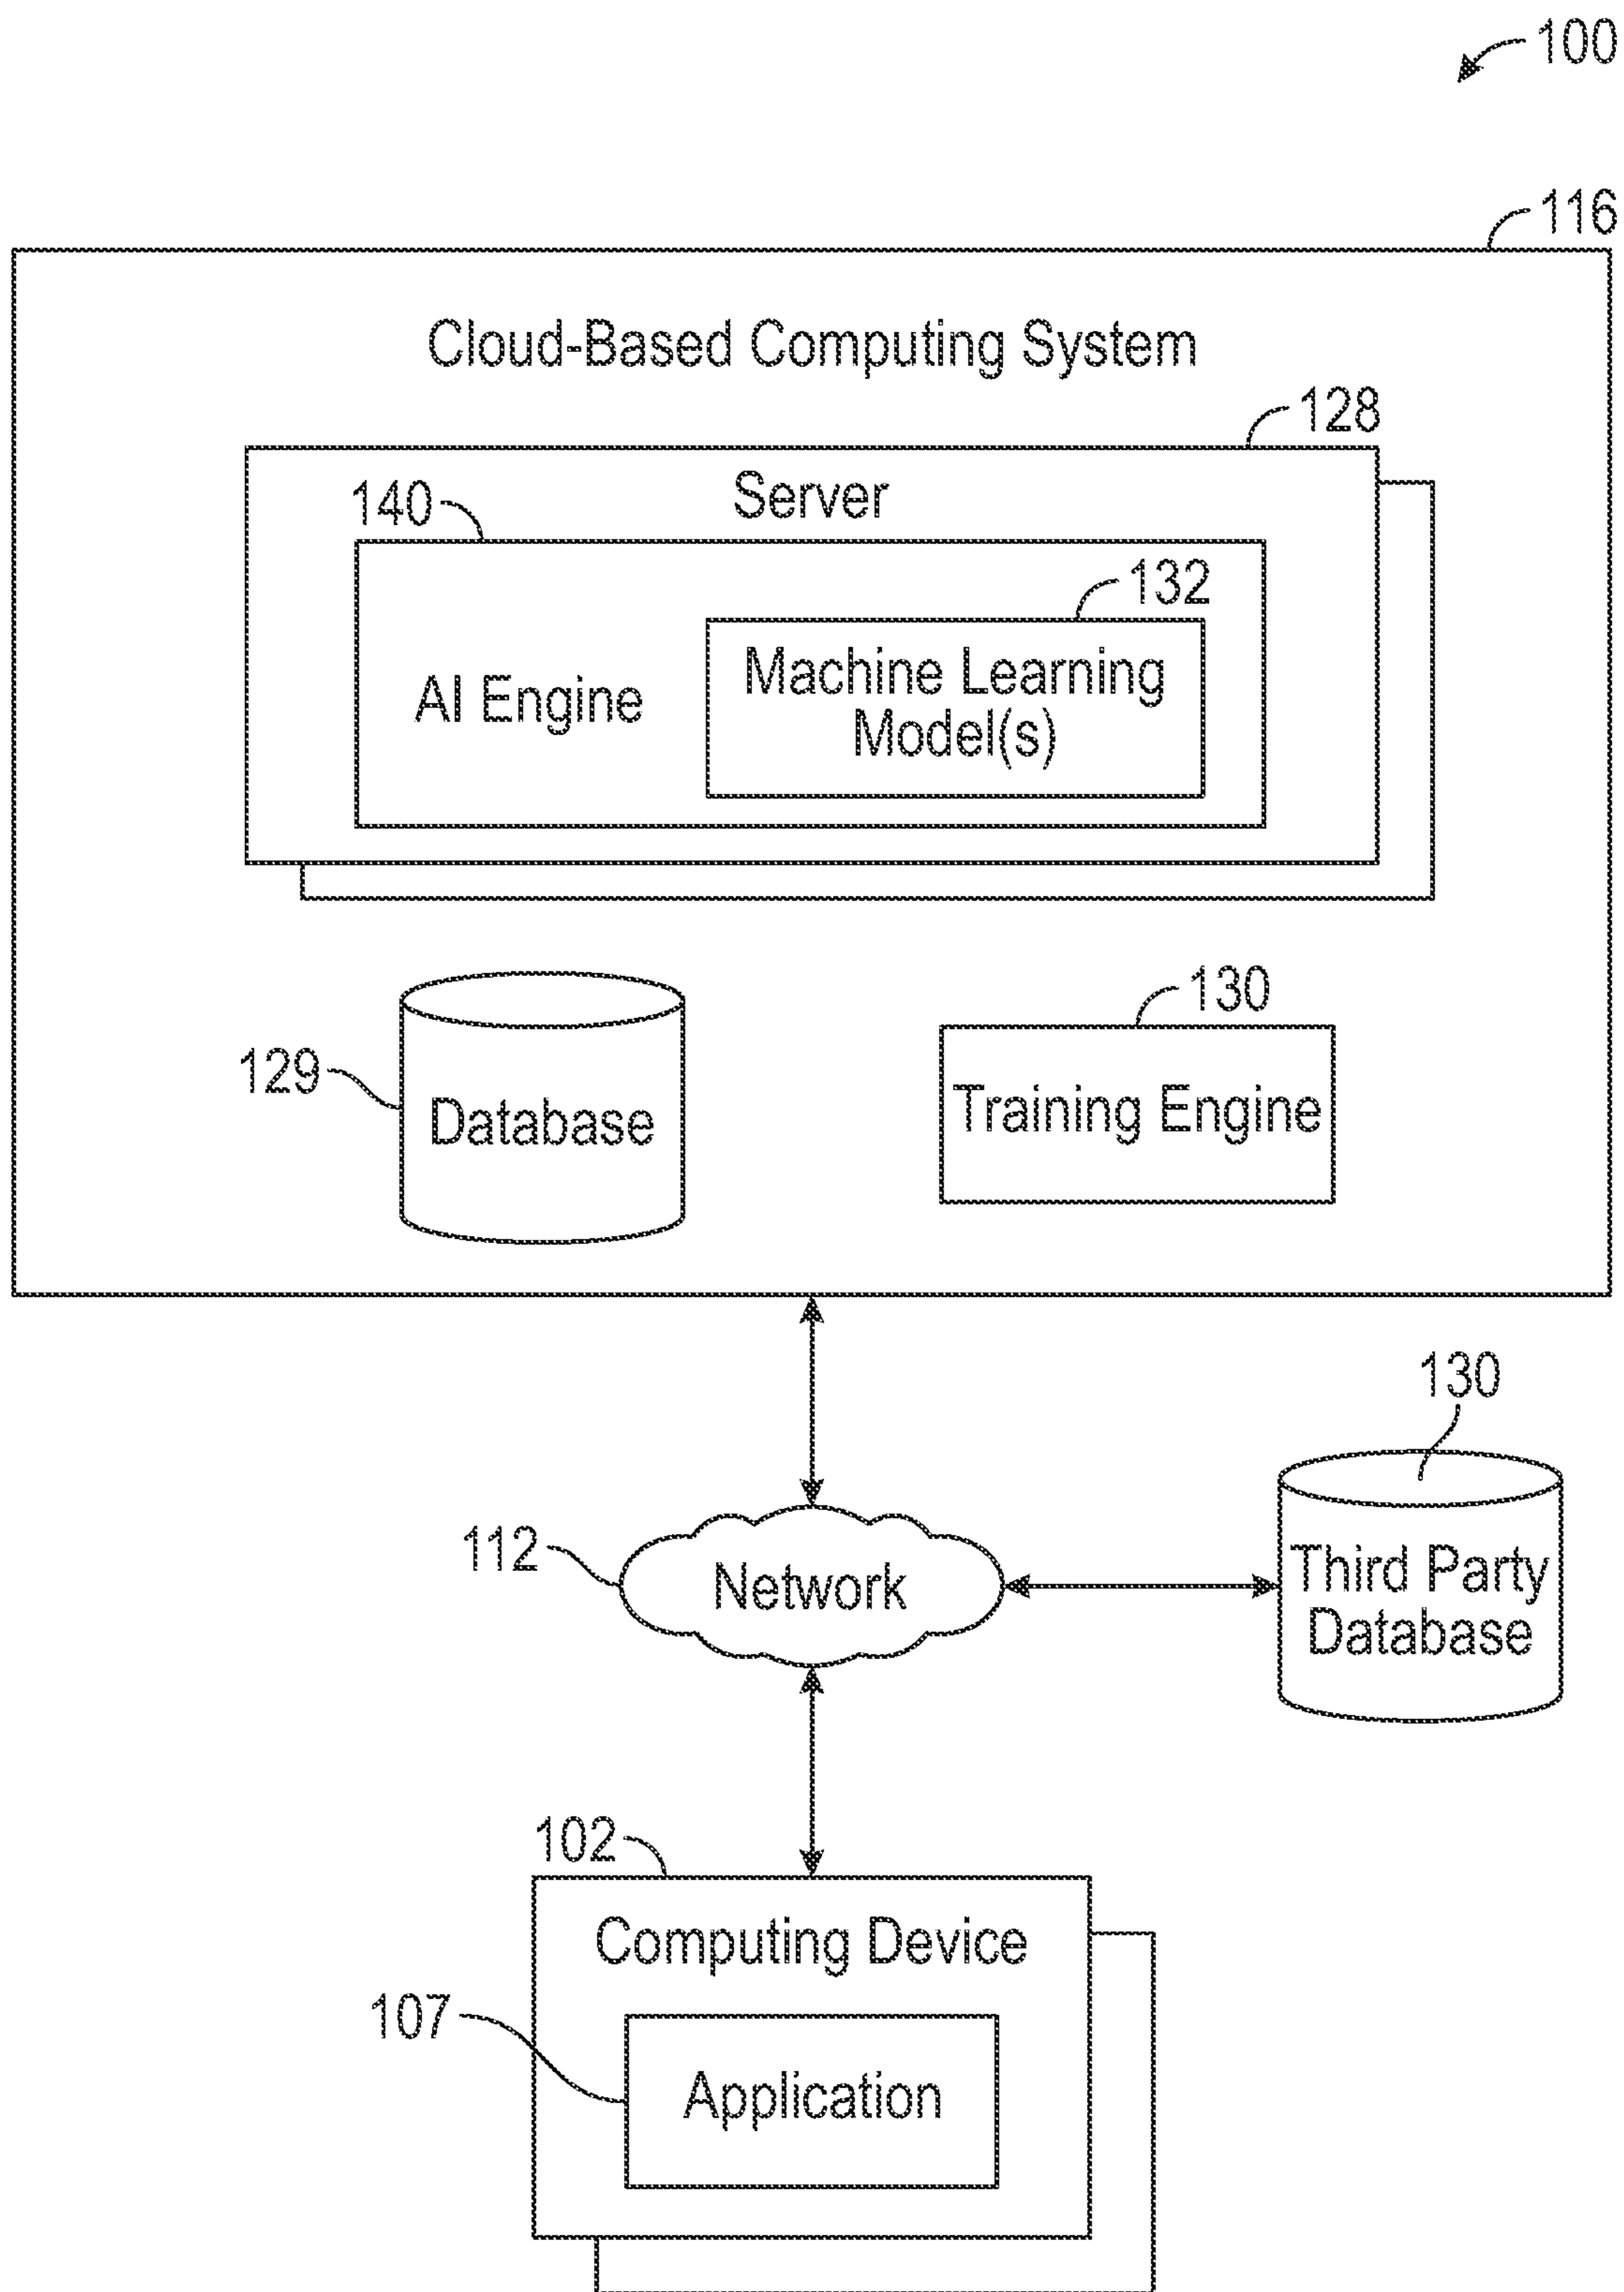 100
116
Cloud-Based Computing System
128
140
Server
132
AI Engine
Machine Learning
Model(s)
130
129
Database
Training Engine
130
112
Network
Third Party
Database
102
Computing Device
107
Application